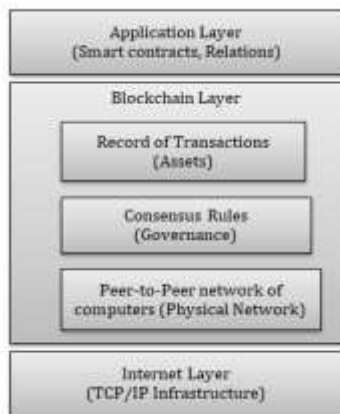 Application Layer
(Smart contracts, Relations)
Blockchain Layer
Record of Transactions
(Assets)
Consensus Rules
(Governance)
Peer-to-Peer network of
computers (Physical Network)
Internet Layer
(TCP/IP Infrastructure)